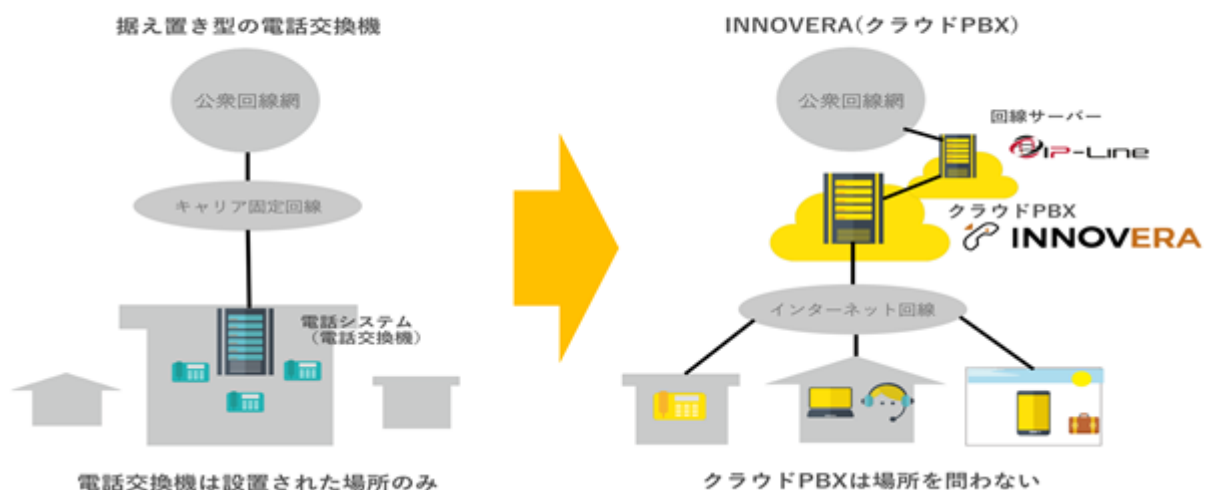 据え置き型の電話交換機
公衆回線網
キャリア固定回線
電話システム
（電話交換機）
電話交換機は設置された場所のみ
INNOVERA(クラウドPBX)
公衆回線網
回線サーバー
IP-Line
クラウドPBX
INNOVERA
インターネット回線
クラウドPBXは場所を問わない